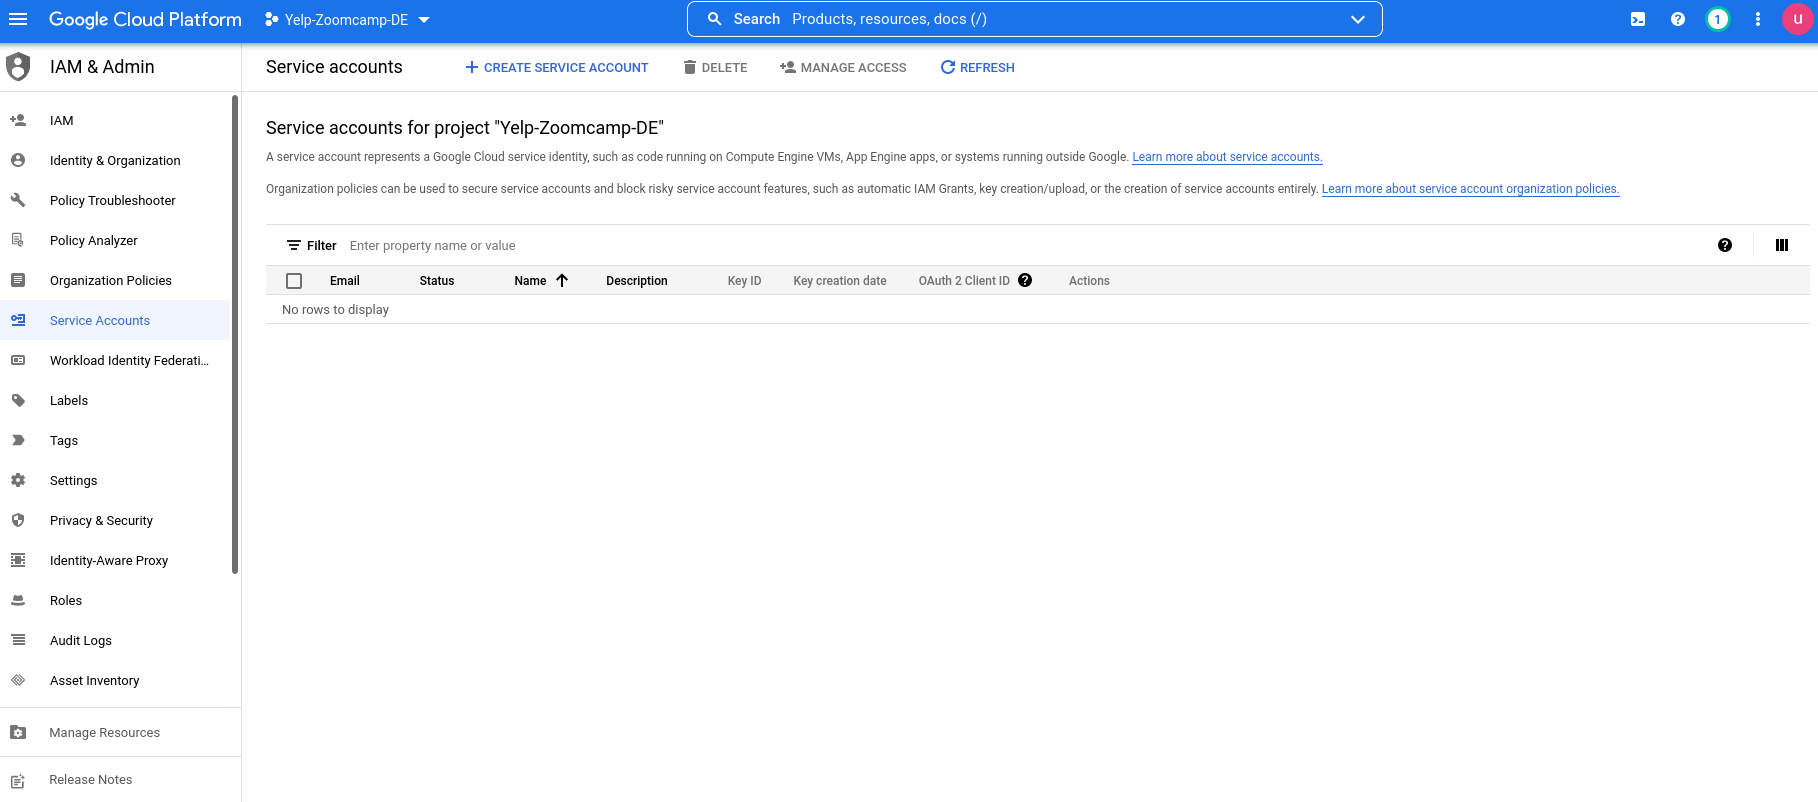 Google Cloud Platform
Yelp-Zoomcamp-DE
Search Products, resources, docs (/)
1
u
IAM & Admin
Service accounts
CREATE SERVICE ACCOUNT
DELETE
MANAGE ACCESS
REFRESH
IAM
Identity & Organization
Policy Troubleshooter
Policy Analyzer
Organization Policies
Service Accounts
Workload Identity Federati...
Labels
Tags
Settings
Privacy & Security
Identity-Aware Proxy
Roles
Audit Logs
Asset Inventory
Manage Resources
Release Notes
Service accounts for project "Yelp-Zoomcamp-DE"
A service account represents a Google Cloud service identity, such as code running on Compute Engine VMs, App Engine apps, or systems running outside Google. Learn more about service accounts.
Organization policies can be used to secure service accounts and block risky service account features, such as automatic IAM Grants, key creation/upload, or the creation of service accounts entirely. Learn more about service account organization policies.
Filter Enter property name or value
Email Status Name Description Key ID Key creation date OAuth 2 Client ID Actions
No rows to display